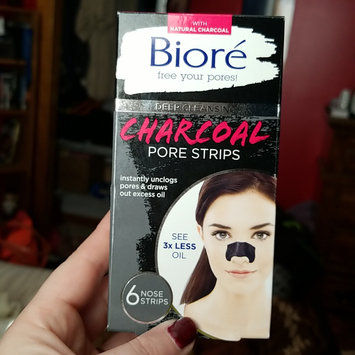 WITH
NATURAL CHARCOAL
Bioré
free your pores!
DEEP CLEANSING
CHARCOAL
PORE STRIPS
instantly unclogs
pores & draws
out excess oil
SEE
3x LESS
OIL
6 NOSE
STRIPS